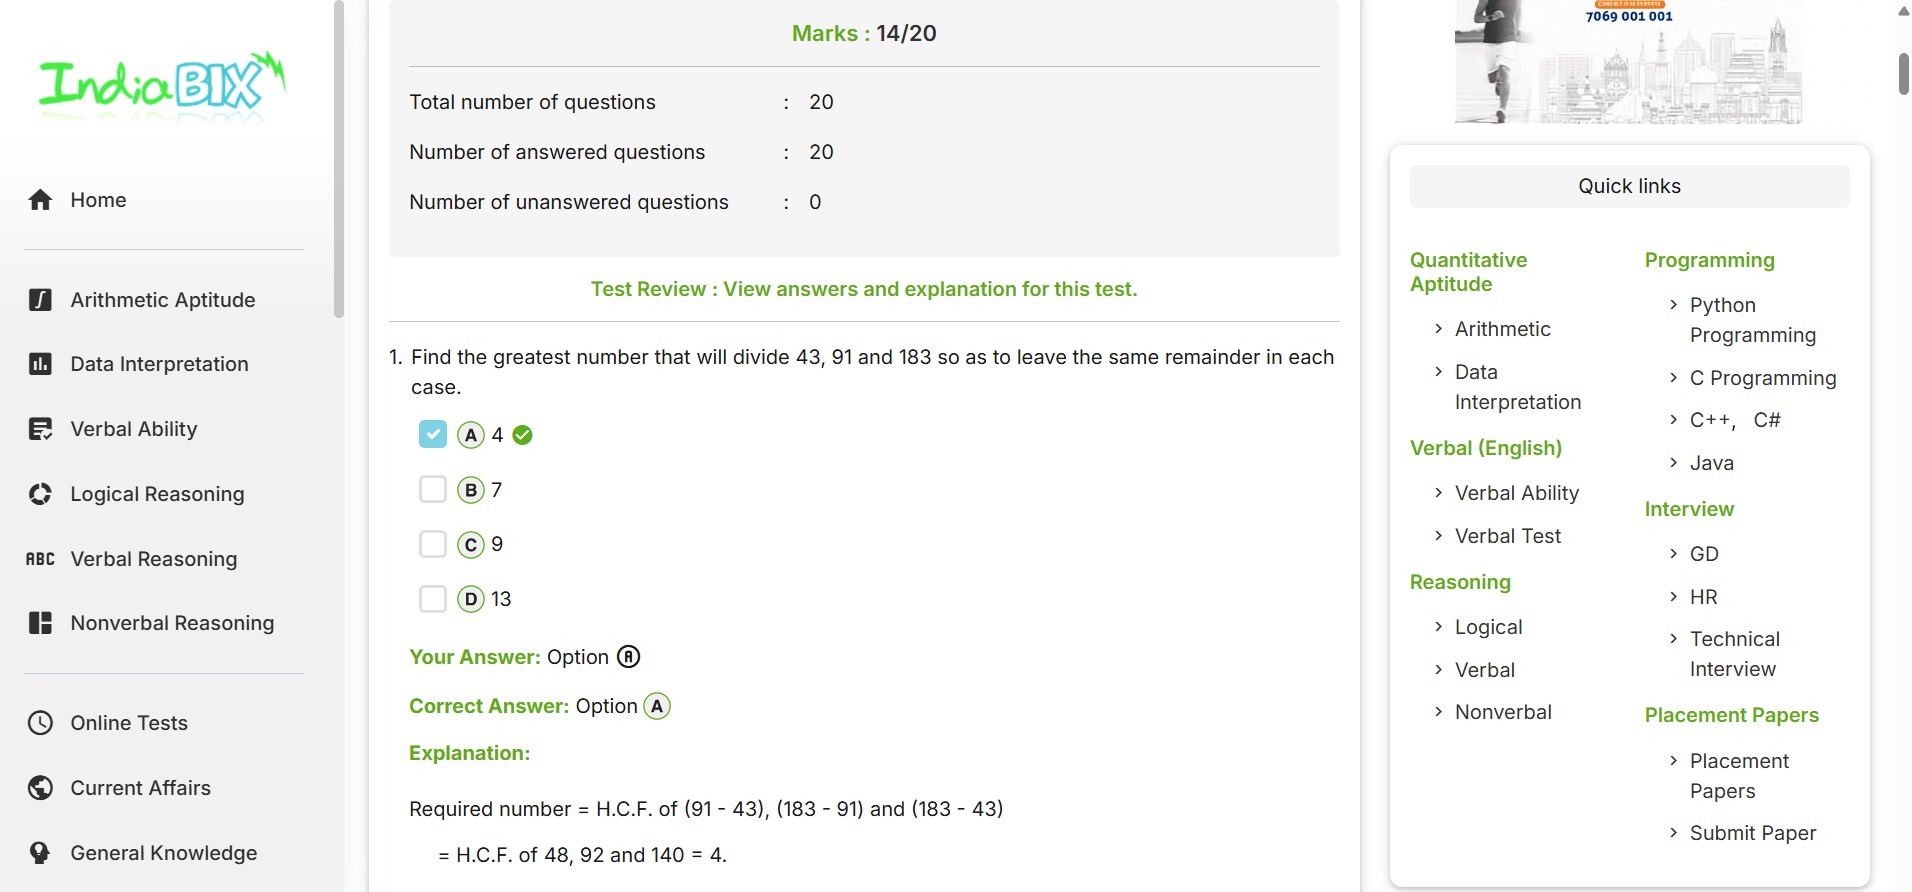 IndiaBIX
Home
Arithmetic Aptitude
Data Interpretation
Verbal Ability
Logical Reasoning
ABC Verbal Reasoning
Nonverbal Reasoning
Online Tests
Current Affairs
General Knowledge
Marks : 14/20
Total number of questions : 20
Number of answered questions : 20
Number of unanswered questions : 0
Test Review : View answers and explanation for this test.
1. Find the greatest number that will divide 43, 91 and 183 so as to leave the same remainder in each
case.
A 4
B 7
C 9
D 13
Your Answer: Option A
Correct Answer: Option A
Explanation:
Required number = H.C.F. of (91 - 43), (183 - 91) and (183 - 43)
= H.C.F. of 48, 92 and 140 = 4.
7069 001 001
Quick links
Quantitative
Aptitude
Arithmetic
Data
Interpretation
Verbal (English)
Verbal Ability
Verbal Test
Reasoning
Logical
Verbal
Nonverbal
Programming
Python
Programming
C Programming
C++, C#
Java
Interview
GD
HR
Technical
Interview
Placement Papers
Placement
Papers
Submit Paper